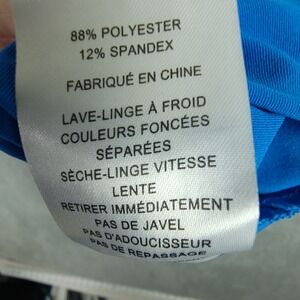 88% POLYESTER
12% SPANDEX
FABRIQUÉ EN CHINE
LAVE-LINGE À FROID
COULEURS FONCÉES
SÉPARÉES
SÈCHE-LINGE VITESSE
LENTE
RETIRER IMMÉDIATEMENT
PAS DE JAVEL
PAS D'ADOUCISSEUR
PAS DE REPASSAGE